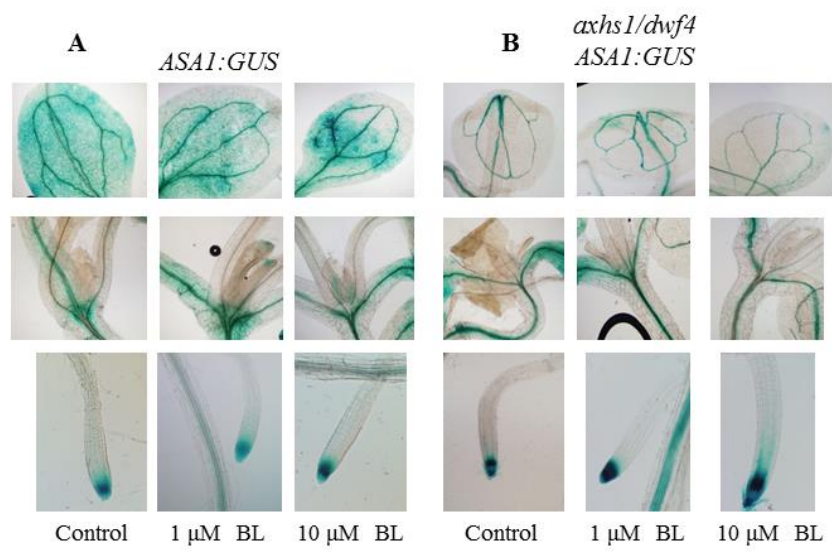 A
ASA1:GUS
B
axhs1/dwf4
ASA1:GUS
Control
1 μM BL
10 μM BL
Control
1 μM BL
10 μM BL